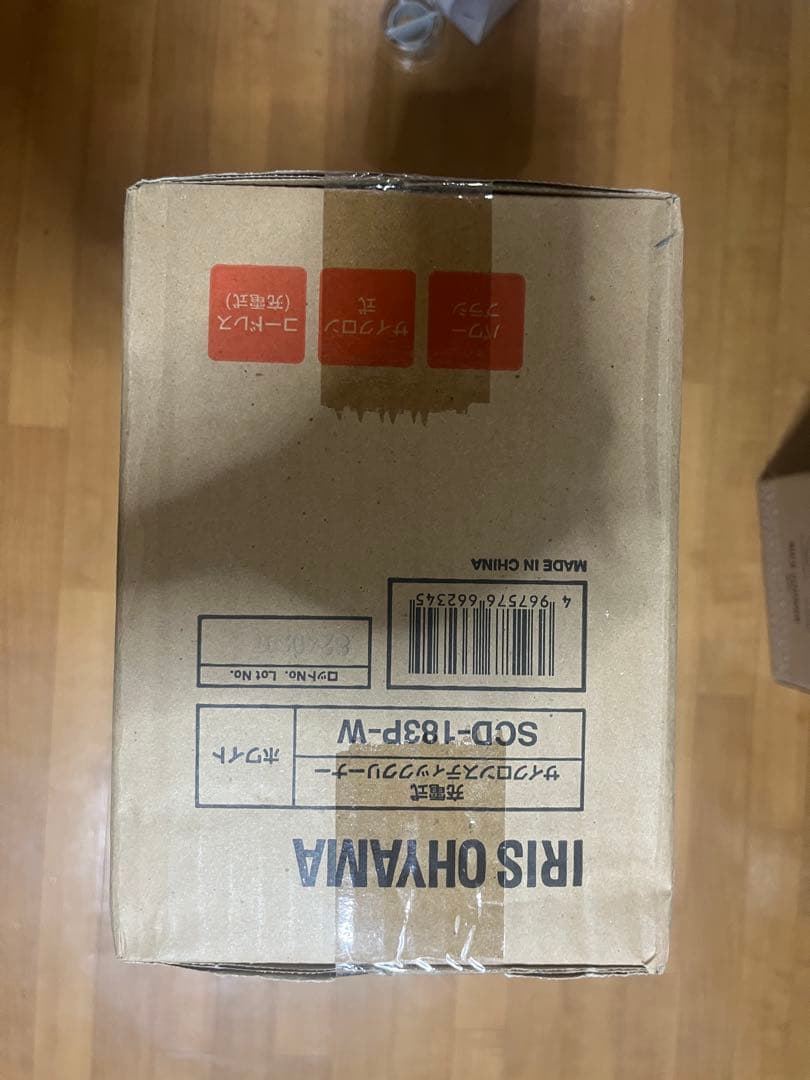 IRIS OHYAMA
充電式
サイクロンスティッククリーナー
SCD-183P-W
ホワイト
ロットNo. Lot No.
4 967576 662345
MADE IN CHINA
パワー
ブラシ
サイクロン
式
コードレス
(充電式)